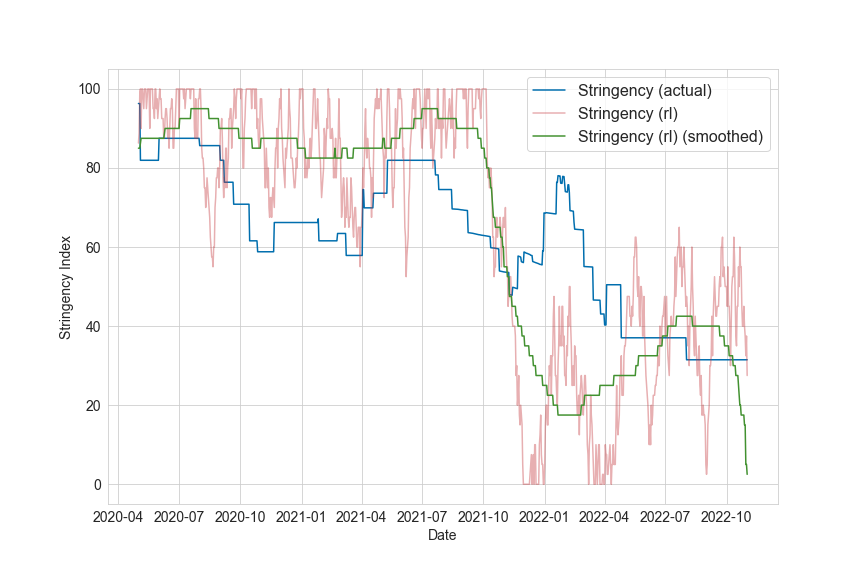 Stringency (actual)
Stringency (rl)
Stringency (rl) (smoothed)
100
80
60
40
20
0
Stringency Index
2020-04 2020-07 2020-10 2021-01 2021-04 2021-07 2021-10 2022-01 2022-04 2022-07 2022-10
Date